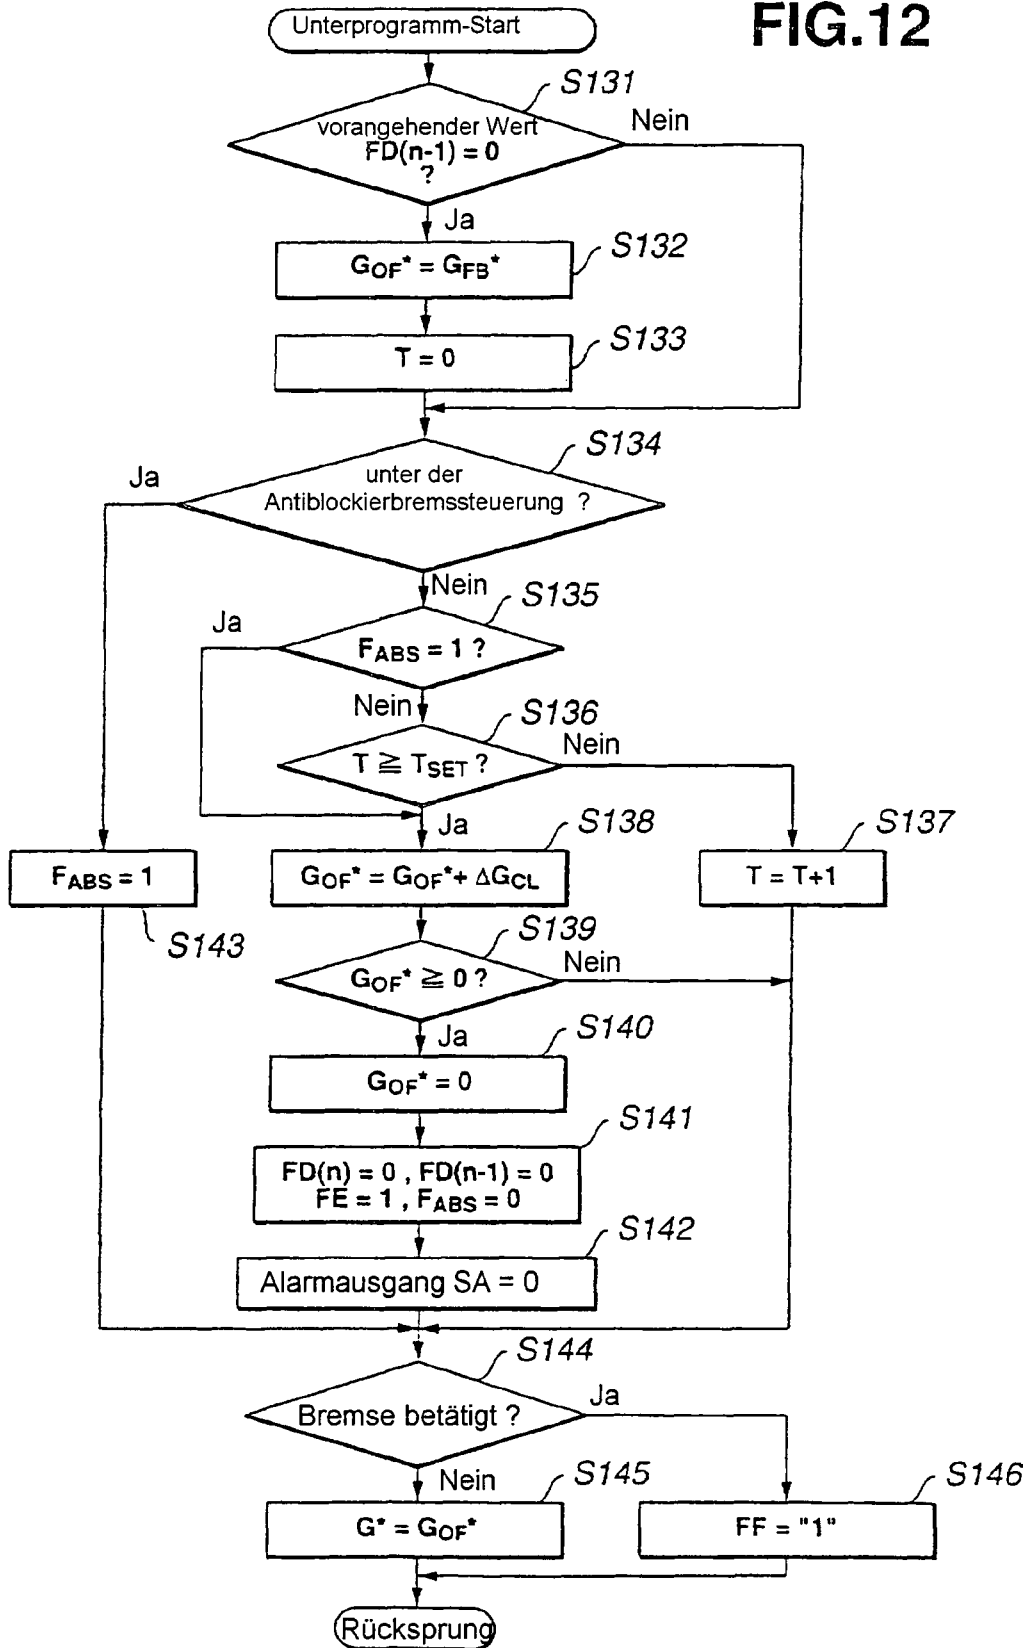 FIG.12
Unterprogramm-Start
S131
vorangehender Wert
FD(n-1) = 0
?
Nein
Ja
S132
GOF* = GFB*
S133
T = 0
S134
unter der
Antiblockierbremssteuerung ?
Ja
Nein
S135
FABS = 1 ?
Ja
Nein
S136
T ≧ TSET ?
Nein
Ja
S138
GOF* = GOF* + ΔGCL
S137
T = T+1
FABS = 1
S143
S139
GOF* ≧ 0 ?
Nein
Ja
S140
GOF* = 0
S141
FD(n) = 0 , FD(n-1) = 0
FE = 1 , FABS = 0
S142
Alarmausgang SA = 0
S144
Bremse betätigt ?
Ja
Nein
S145
G* = GOF*
S146
FF = "1"
Rücksprung